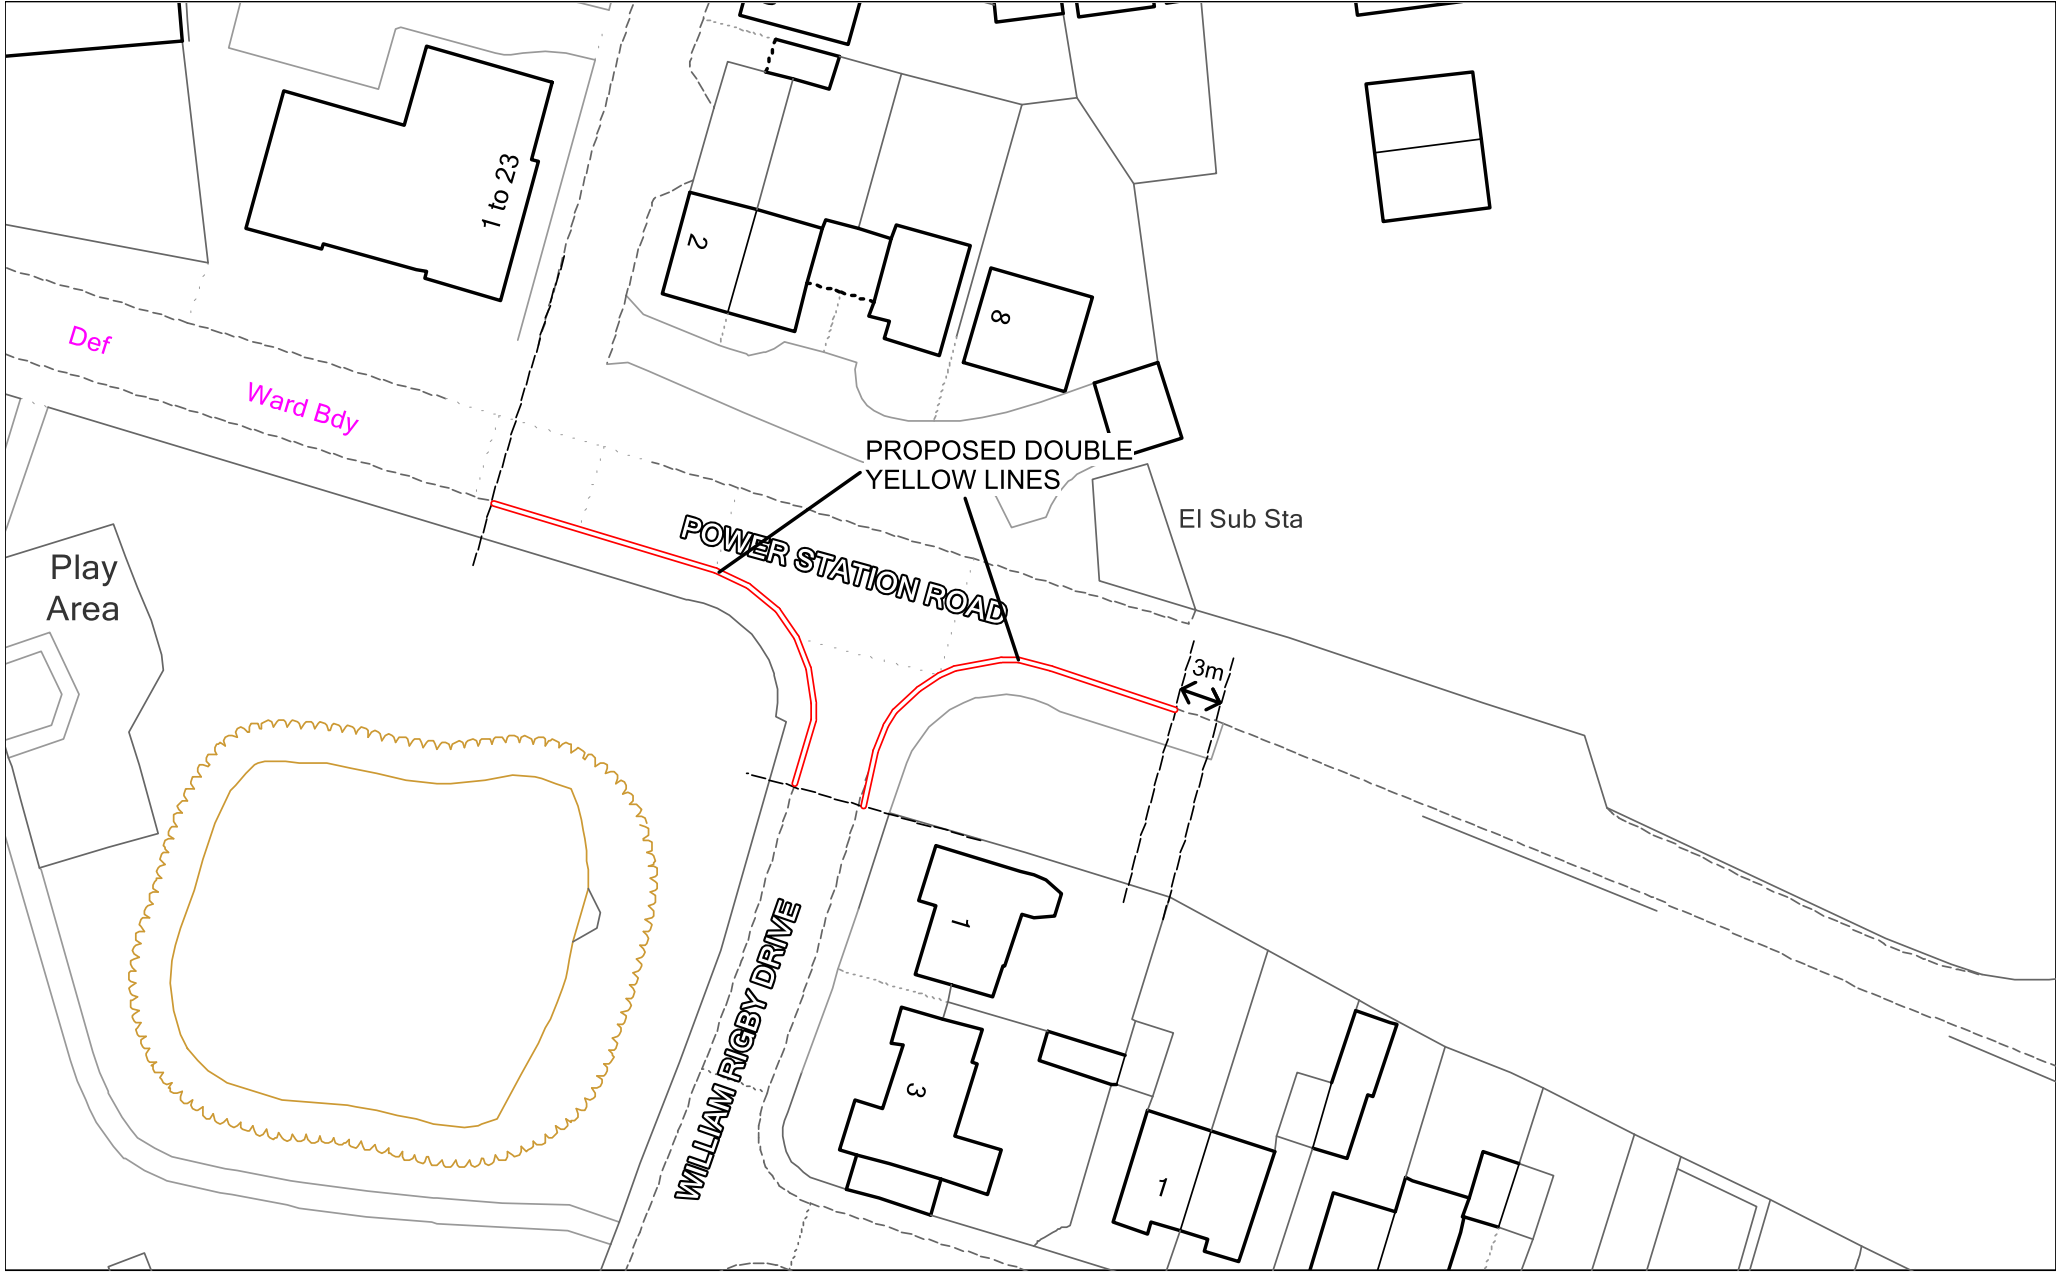 1 to 23
2
8
Def
Ward Bdy
PROPOSED DOUBLE
YELLOW LINES
El Sub Sta
POWER STATION ROAD
Play
Area
3m
1
WILLIAM RIGBY DRIVE
3
1